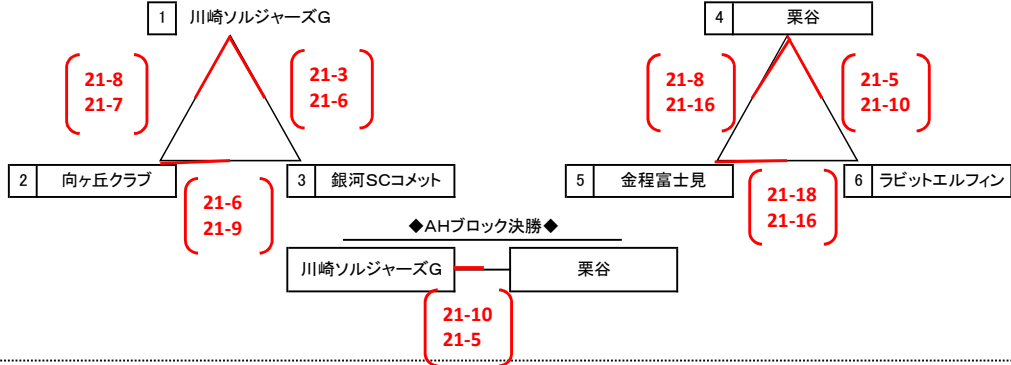 1 川崎ソルジャーズG
4 栗谷
21-8
21-7
21-3
21-6
21-8
21-16
21-5
21-10
2 向ヶ丘クラブ
3 銀河SCコメット
5 金程富士見
6 ラビットエルフィン
21-6
21-9
21-18
21-16
◆AHブロック決勝◆
川崎ソルジャーズG
栗谷
21-10
21-5